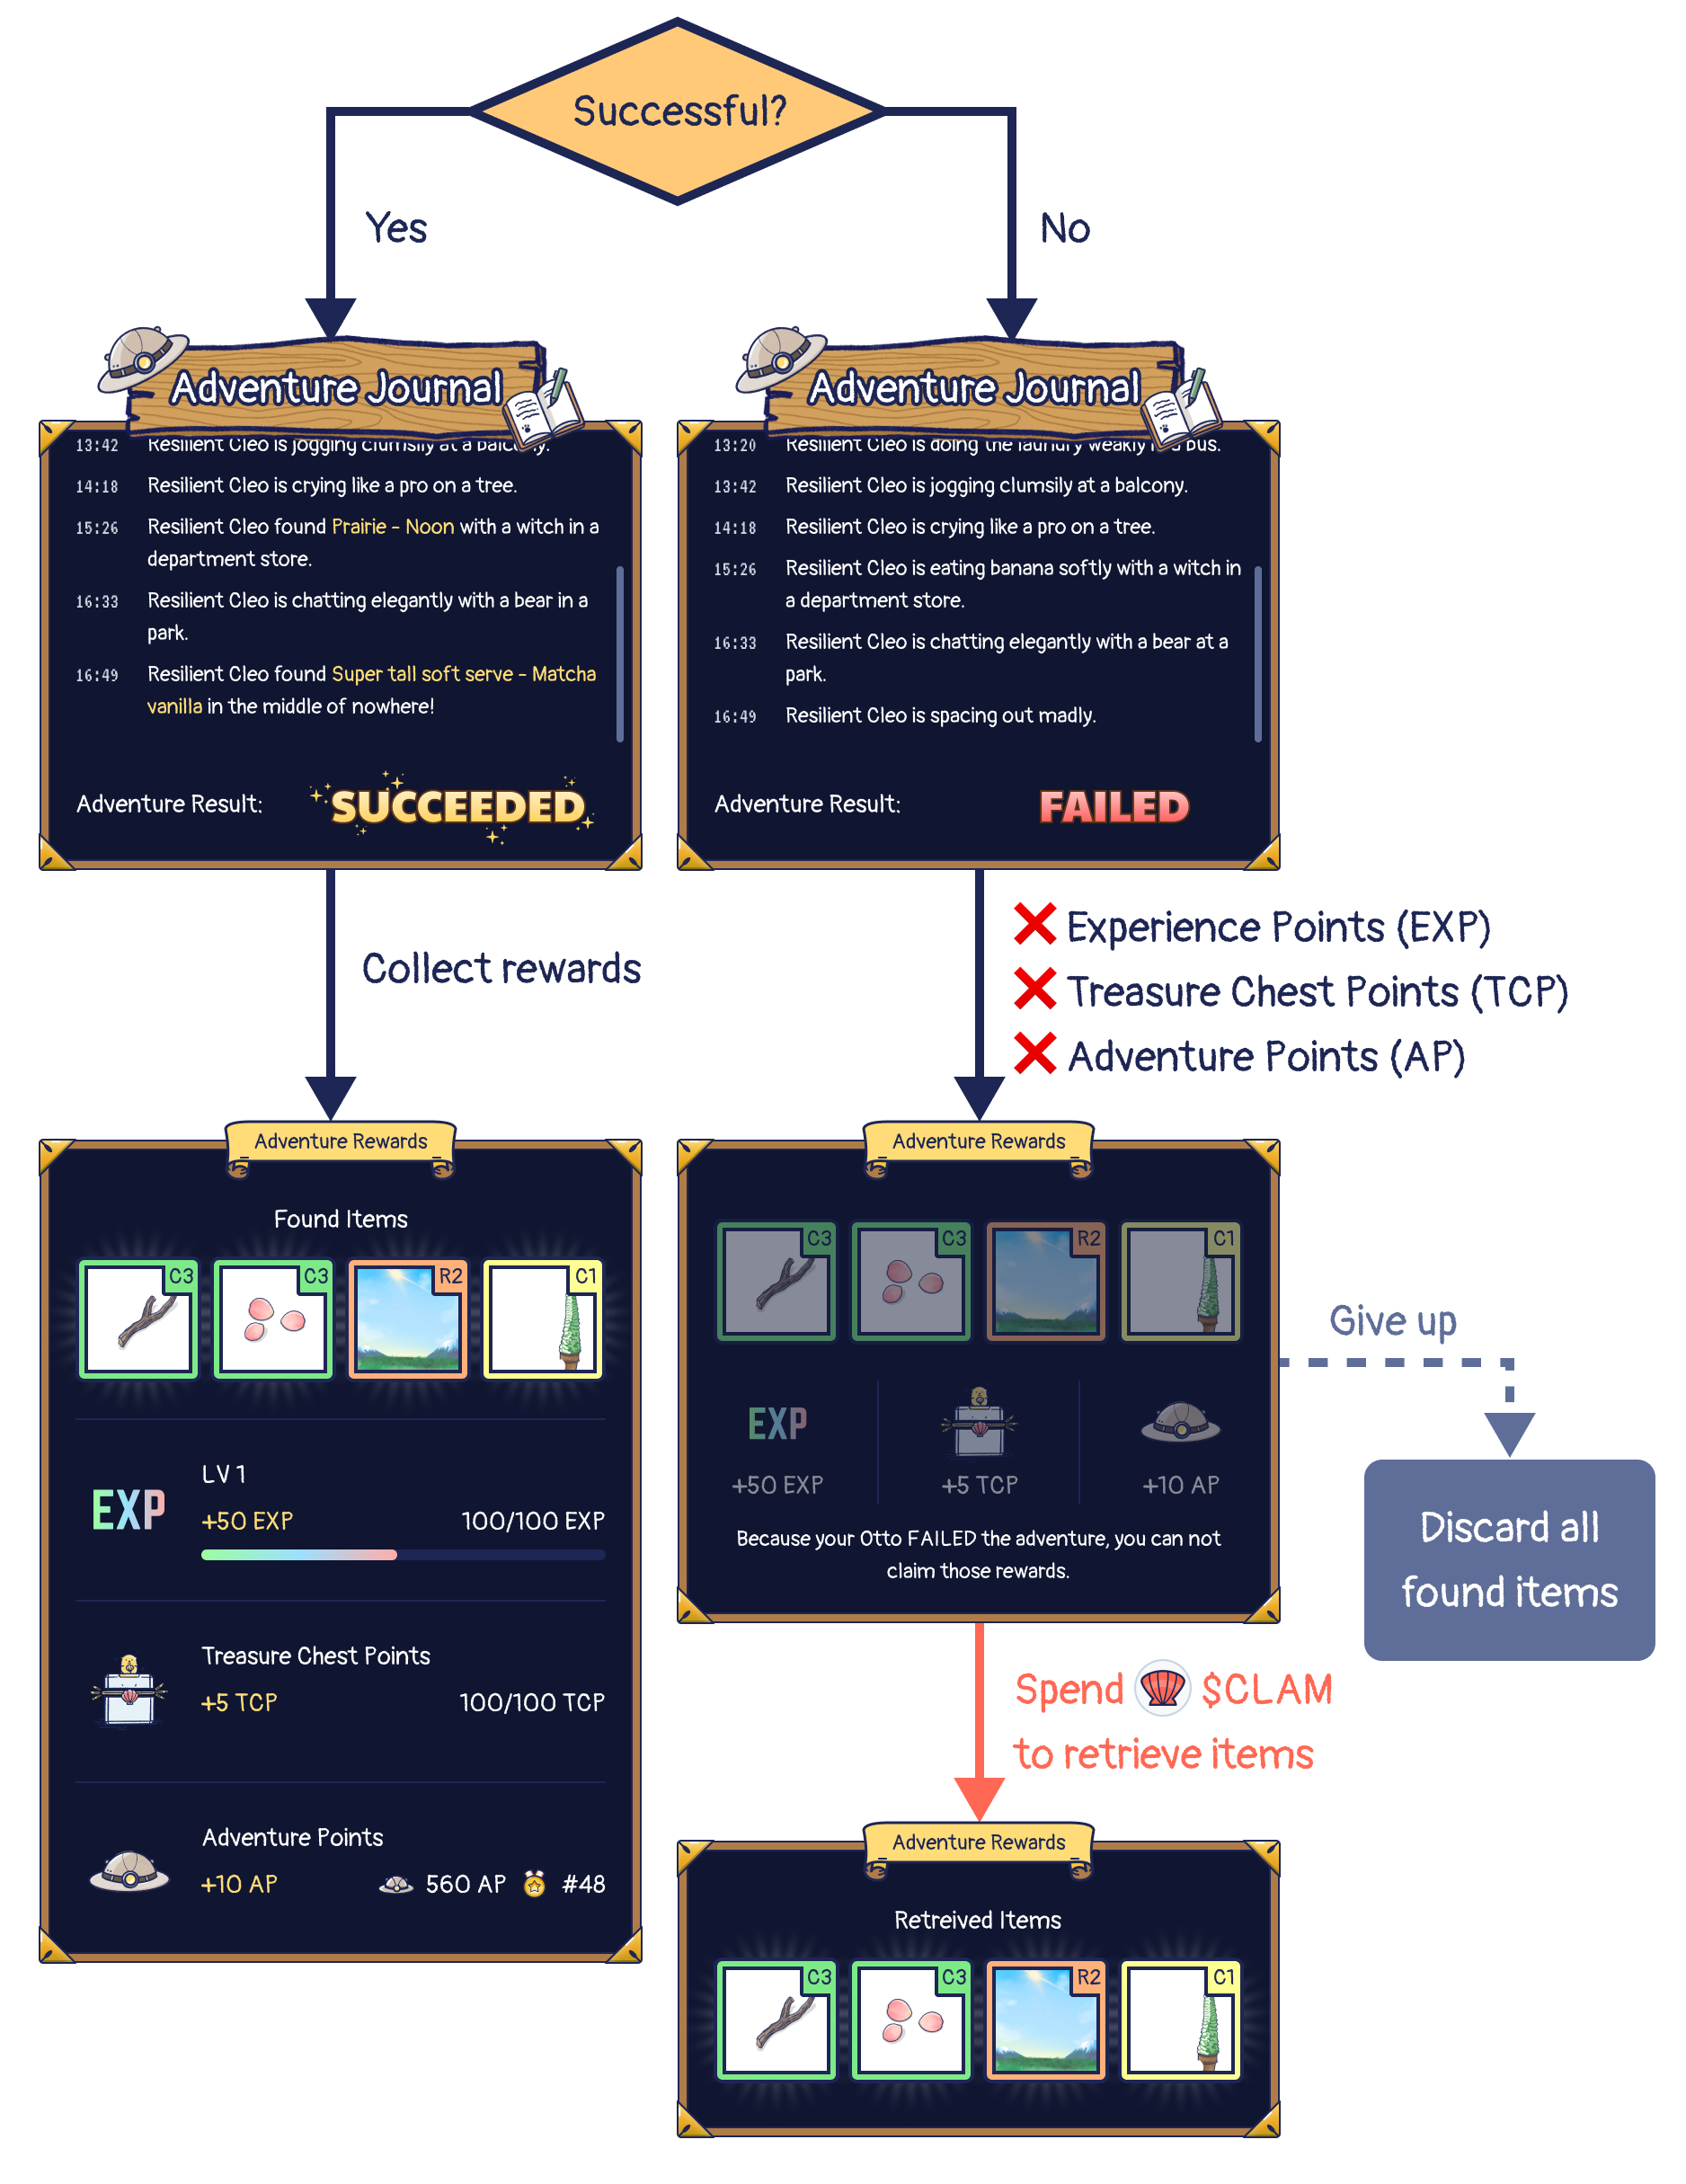 Successful?
Yes
No
Adventure Journal
13:42 Resilient Cleo is jogging clumsily at a balcony.
14:18 Resilient Cleo is crying like a pro on a tree.
15:26 Resilient Cleo found Prairie - Noon with a witch in a
department store.
16:33 Resilient Cleo is chatting elegantly with a bear in a
park.
16:49 Resilient Cleo found Super tall soft serve - Matcha
vanilla in the middle of nowhere!
Adventure Result: SUCCEEDED
Adventure Journal
13:20 Resilient Cleo is doing the laundry weakly in a bus.
13:42 Resilient Cleo is jogging clumsily at a balcony.
14:18 Resilient Cleo is crying like a pro on a tree.
15:26 Resilient Cleo is eating banana softly with a witch in
a department store.
16:33 Resilient Cleo is chatting elegantly with a bear at a
park.
16:49 Resilient Cleo is spacing out madly.
Adventure Result: FAILED
Collect rewards
Experience Points (EXP)
Treasure Chest Points (TCP)
Adventure Points (AP)
Adventure Rewards
Found Items
C3 C3 R2 C1
EXP
LV 1
+50 EXP 100/100 EXP
Treasure Chest Points
+5 TCP 100/100 TCP
Adventure Points
+10 AP 560 AP #48
Adventure Rewards
C3 C3 R2 C1
EXP
+50 EXP +5 TCP +10 AP
Because your Otto FAILED the adventure, you can not
claim those rewards.
Give up
Discard all
found items
Spend $CLAM
to retrieve items
Adventure Rewards
Retreived Items
C3 C3 R2 C1